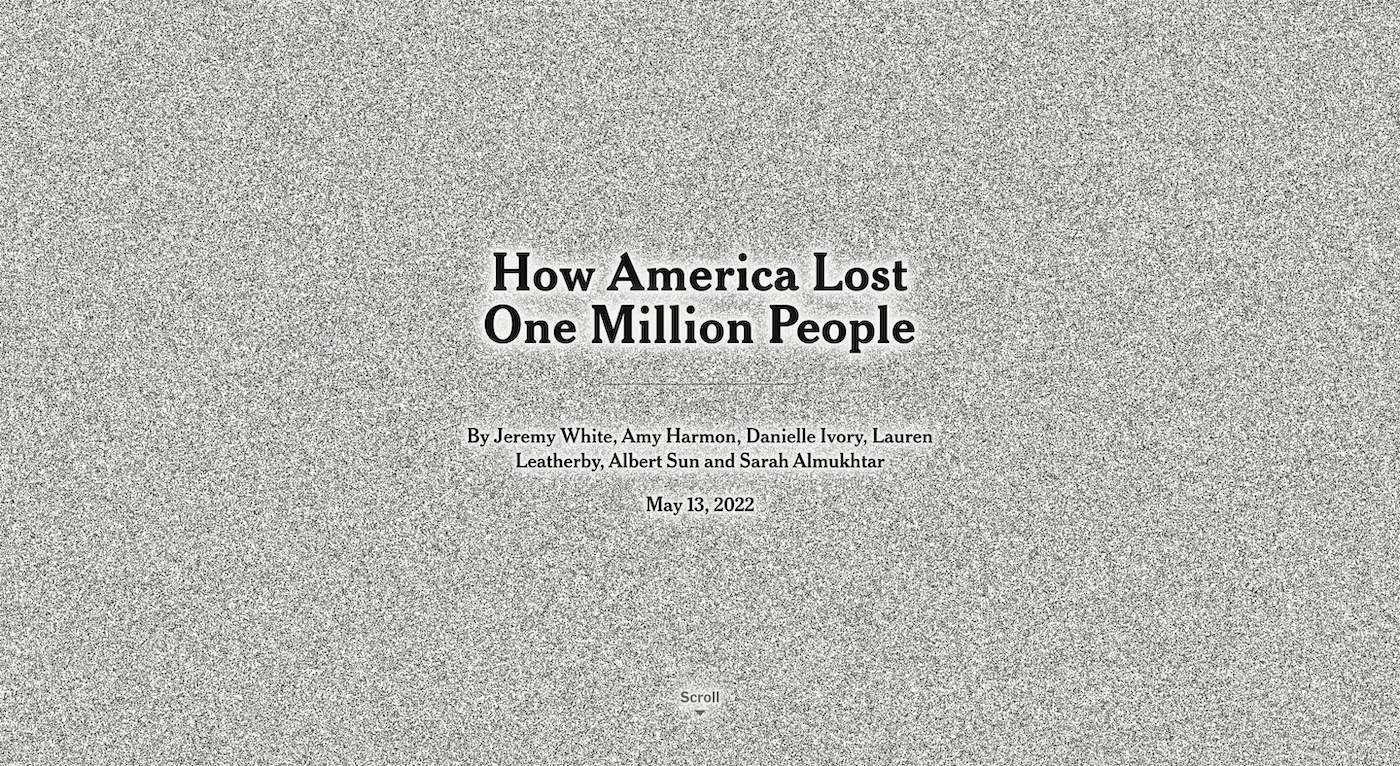 How America Lost
One Million People
By Jeremy White, Amy Harmon, Danielle Ivory, Lauren
Leatherby, Albert Sun and Sarah Almukhtar
May 13, 2022
Scroll